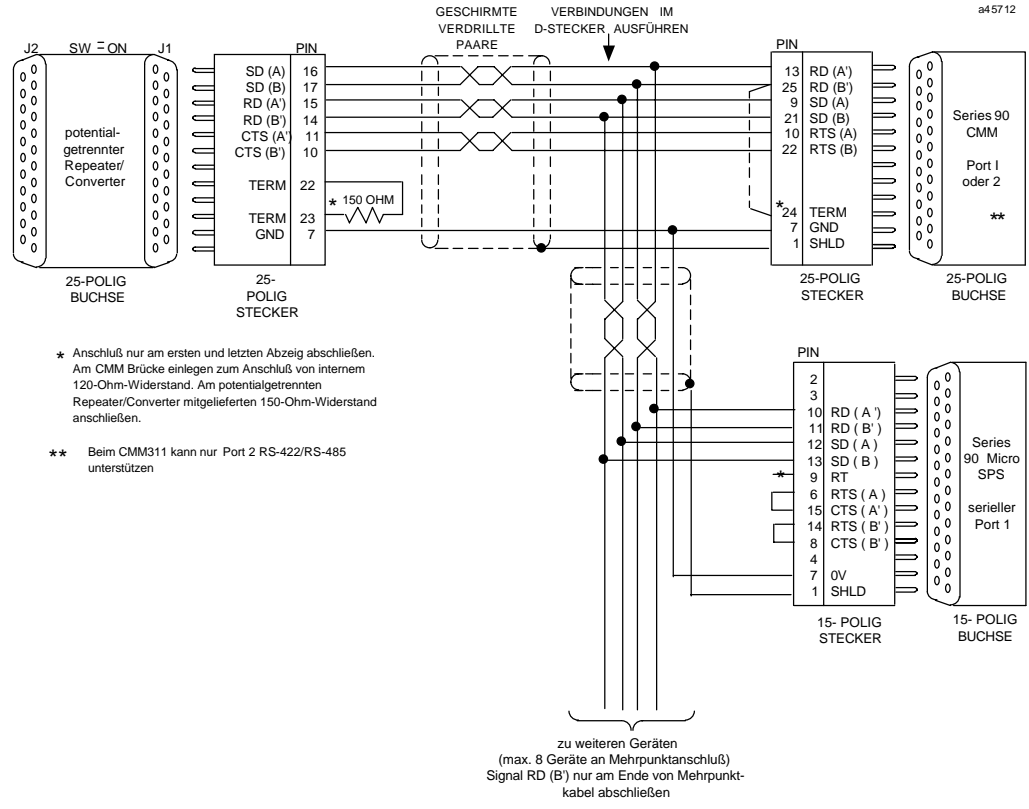 a45712
GESCHIRMTE
VERDRILLTE
PAARE
VERBINDUNGEN IM
D-STECKER AUSFÜHREN
J2 SW = ON J1
potential-
getrennter
Repeater/
Converter
25-POLIG
BUCHSE
PIN
SD (A) 16
SD (B) 17
RD (A') 15
RD (B') 14
CTS (A') 11
CTS (B') 10
TERM 22
* 150 OHM
TERM 23
GND 7
25-
POLIG
STECKER
PIN
13 RD (A')
25 RD (B')
9 SD (A)
21 SD (B)
10 RTS (A)
22 RTS (B)
* 24 TERM
7 GND
1 SHLD
25-POLIG
STECKER
Series 90
CMM
Port I
oder 2
**
25-POLIG
BUCHSE
* Anschluß nur am ersten und letzten Abzeig abschließen.
Am CMM Brücke einlegen zum Anschluß von internem
120-Ohm-Widerstand. Am potentialgetrennten
Repeater/Converter mitgelieferten 150-Ohm-Widerstand
anschließen.
** Beim CMM311 kann nur Port 2 RS-422/RS-485
unterstützen
PIN
2
3
10 RD ( A ')
11 RD ( B' )
12 SD ( A )
13 SD ( B )
* 9 RT
6 RTS ( A )
15 CTS ( A' )
14 RTS ( B' )
8 CTS ( B' )
4
7 0V
1 SHLD
15- POLIG
STECKER
Series
90 Micro
SPS
serieller
Port 1
15- POLIG
BUCHSE
zu weiteren Geräten
(max. 8 Geräte an Mehrpunktanschluß)
Signal RD (B') nur am Ende von Mehrpunkt-
kabel abschließen